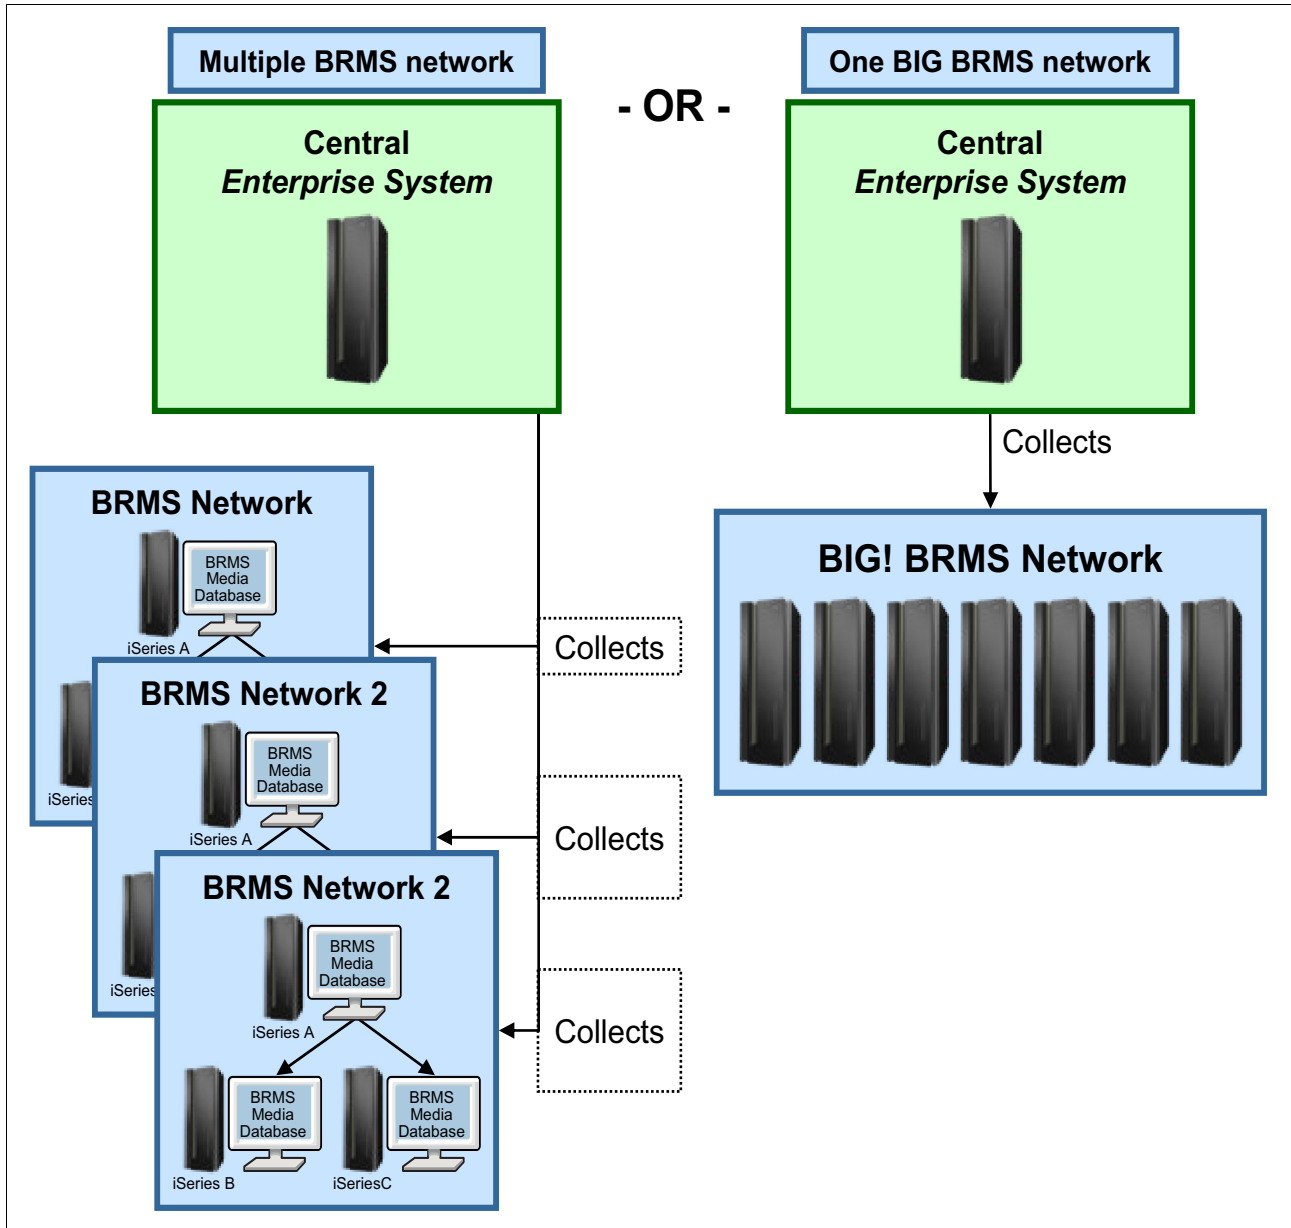 Multiple BRMS network
- OR -
One BIG BRMS network
Central
Enterprise System
Central
Enterprise System
Collects
BRMS Network
BRMS
Media
Database
iSeries A
iSeries
BRMS Network 2
BRMS
Media
Database
iSeries A
iSeries
BRMS Network 2
BRMS
Media
Database
iSeries A
BRMS
Media
Database
iSeries B
BRMS
Media
Database
iSeriesC
Collects
Collects
Collects
BIG! BRMS Network